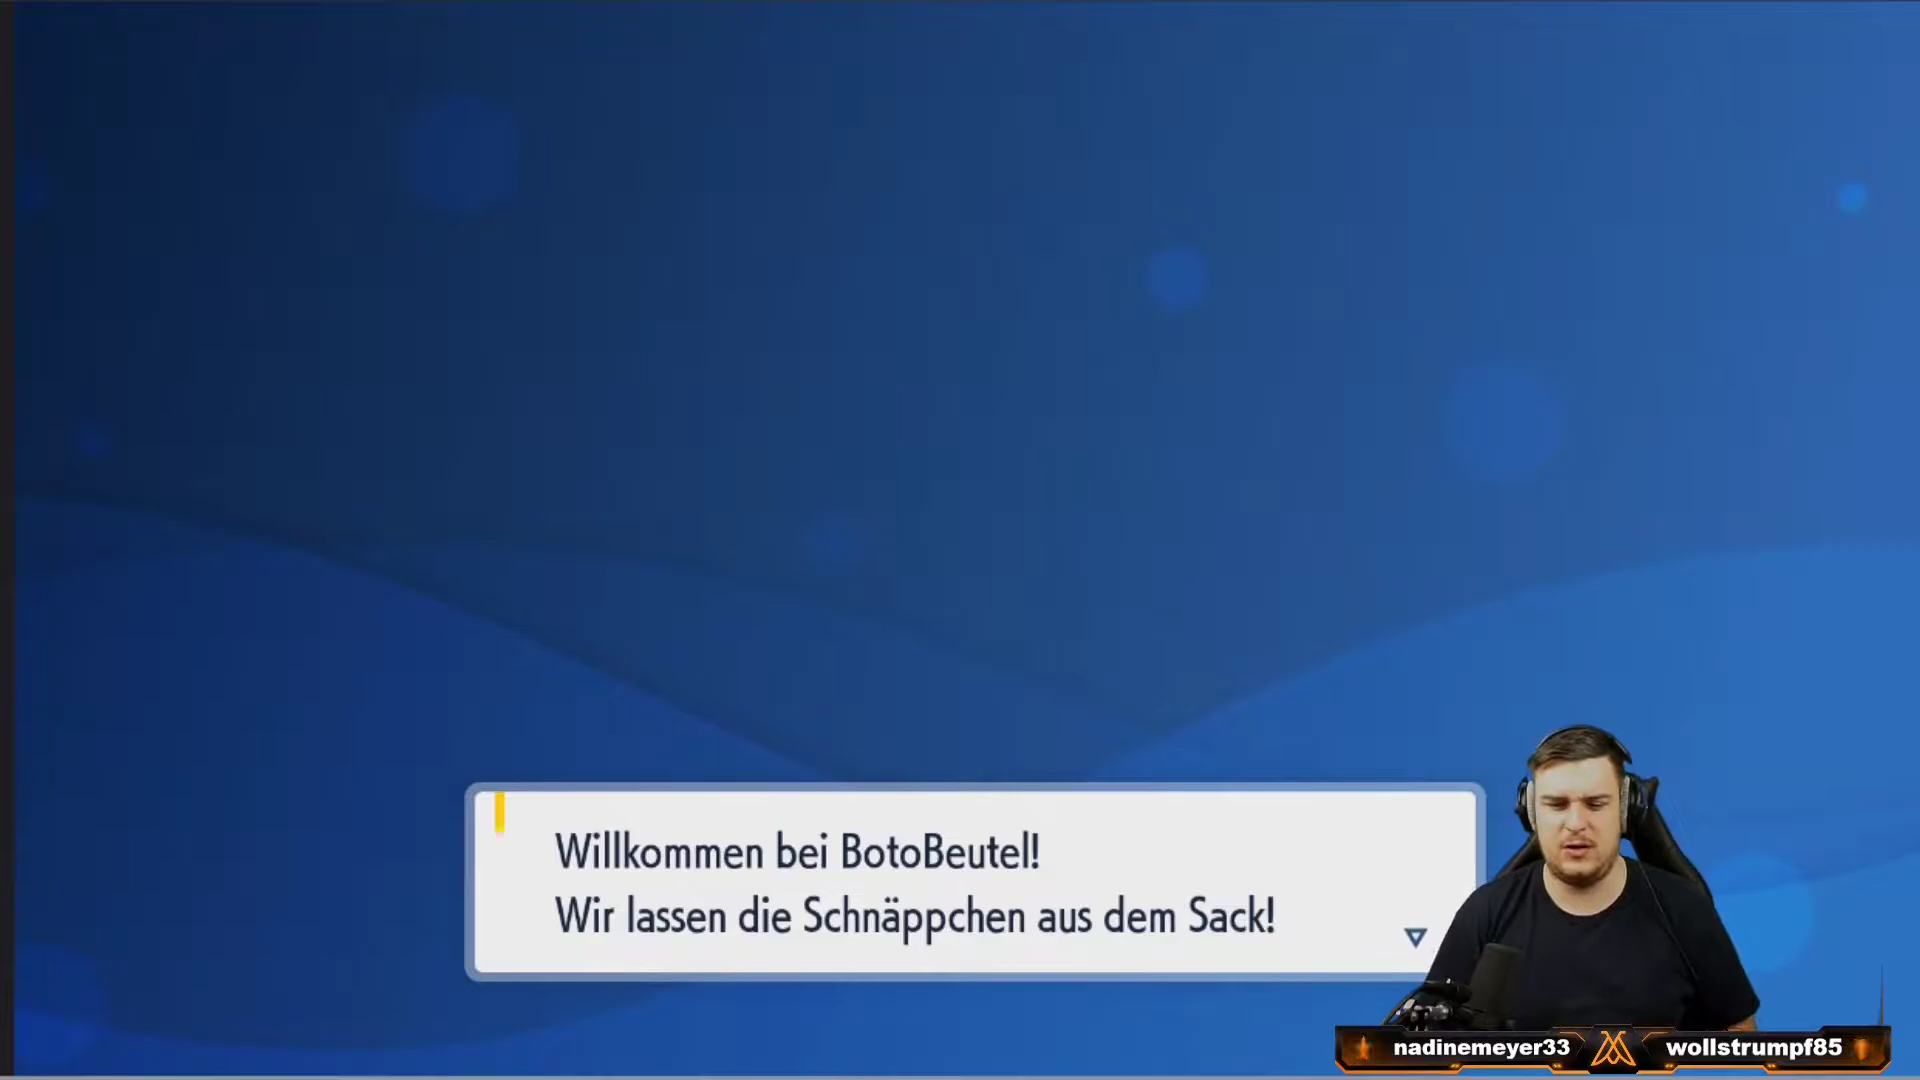 Willkommen bei BotoBeutel!
Wir lassen die Schnäppchen aus dem Sack!
nadinemeyer33 wollstrumpf85